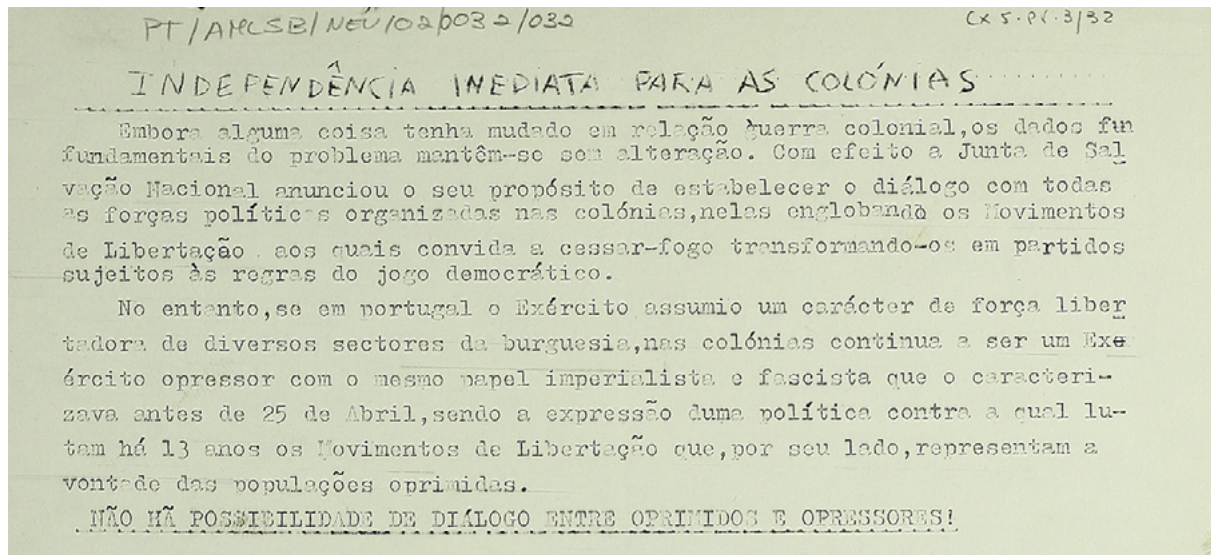 PT/AMCSB/NEU/02/0032/032
CX 5. Pt. 3/32
INDEPENDÊNCIA INEDIATA PARA AS COLÓNIAS
Embora alguma coisa tenha mudado em relação guerra colonial,os dados fun
fundamentais do problema mantêm-se sem alteração. Com efeito a Junta de Sal
vação Nacional anunciou o seu propósito de estabelecer o diálogo com todas
as forças políticas organizadas nas colónias,nelas englobando os Movimentos
de Libertação aos quais convida a cessar-fogo transformando-os em partidos
sujeitos às regras do jogo democrático.
No entanto,se em portugal o Exército assumio um carácter de força liber
tadora de diversos sectores da burguesia,nas colónias continua a ser um Exe
ército opressor com o mesmo papel imperialista e fascista que o caracteri-
zava antes de 25 de Abril,sendo a expressão duma política contra a qual lu-
tam há 13 anos os Movimentos de Libertação que,por seu lado,representam a
vontade das populações oprimidas.
NÃO HÃ POSSIBILIDADE DE DIÁLOGO ENTRE OPRIMIDOS E OPRESSORES!